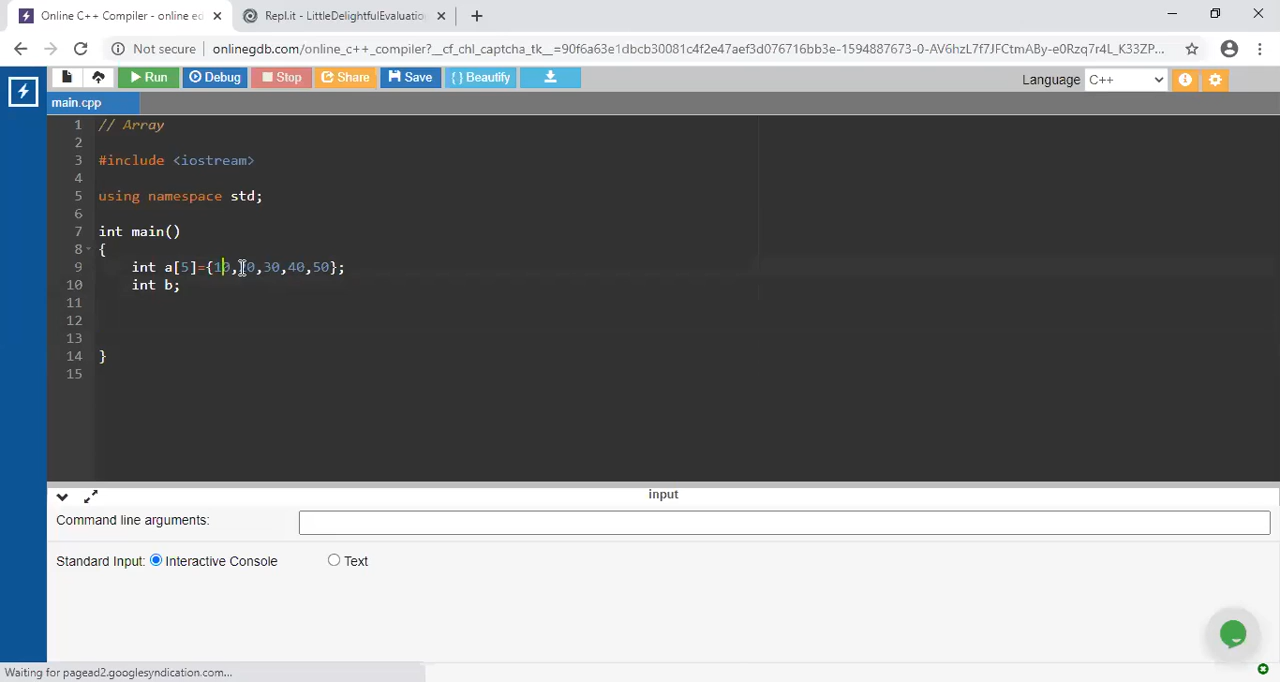 Online C++ Compiler - online ed
Repl.it - LittleDelightfulEvaluation
Not secure
onlinegdb.com/online_c++_compiler?__cf_chl_captcha_tk__=90f6a63e1dbcb30081c4f2e47aef3d076716bb3e-1594887673-0-AV6hzL7f7JFCtmABy-e0Rzq7r4L_K33ZP...
Run
Debug
Stop
Share
Save
{ } Beautify
Language C++
main.cpp
1 // Array
2
3 #include <iostream>
4
5 using namespace std;
6
7 int main()
8 {
9 int a[5]={10,20,30,40,50};
10 int b;
11
12
13
14 }
15
input
Command line arguments:
Standard Input: Interactive Console Text
Waiting for pagead2.googlesyndication.com...